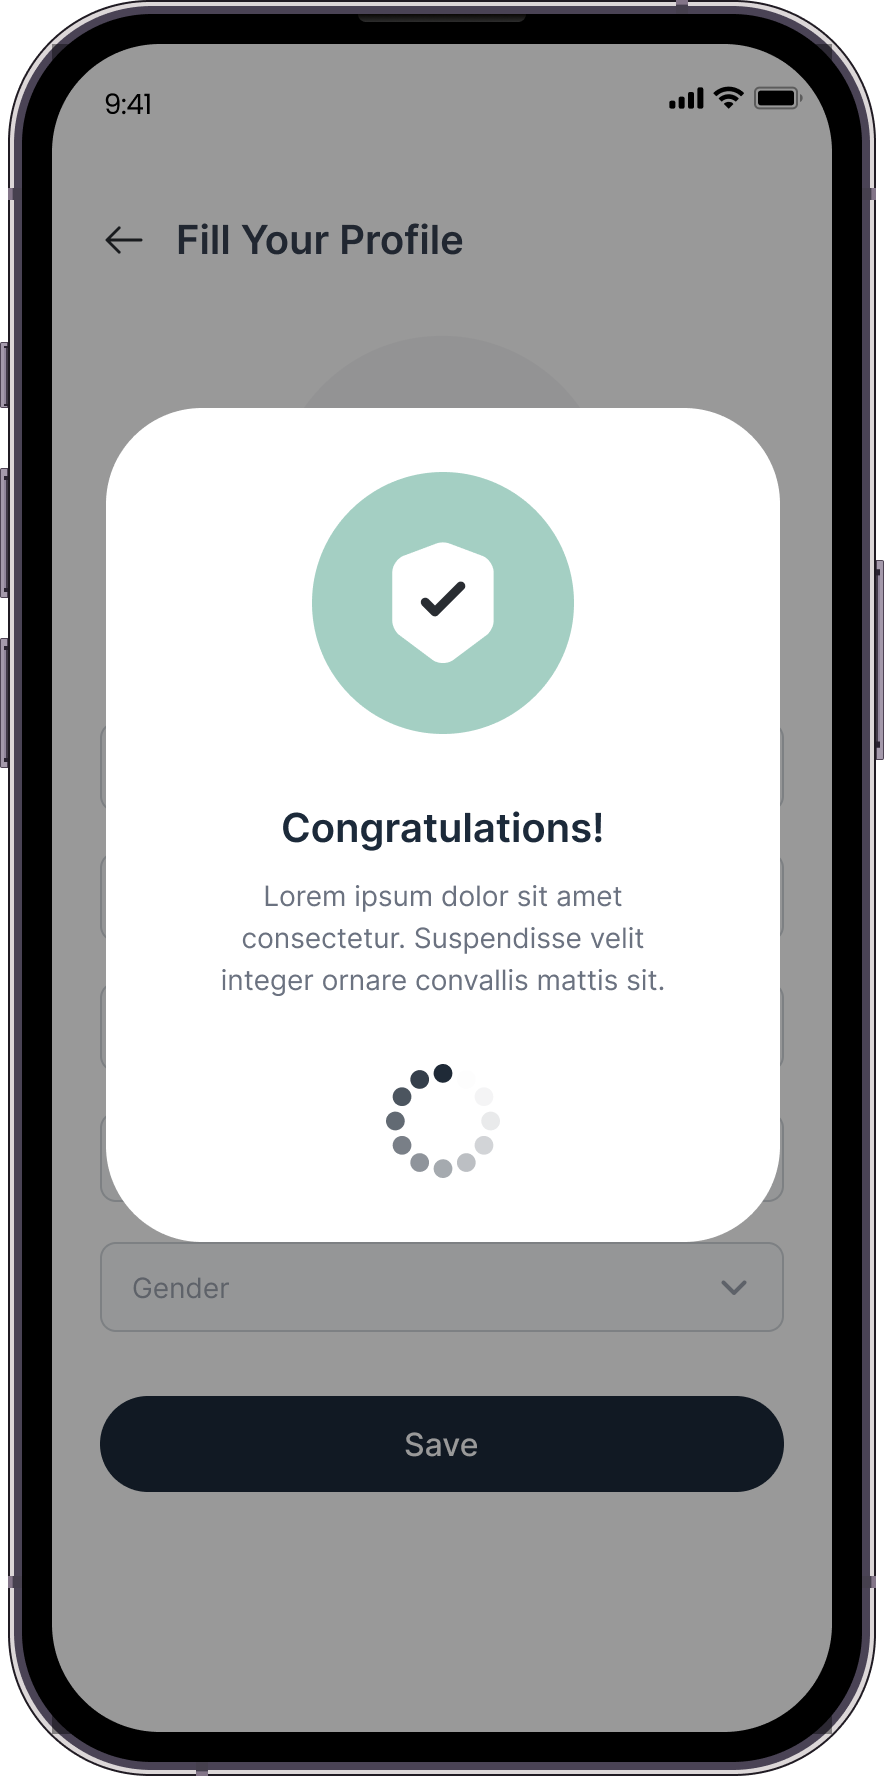 9:41
Fill Your Profile
Congratulations!
Lorem ipsum dolor sit amet
consectetur. Suspendisse velit
integer ornare convallis mattis sit.
Gender
Save